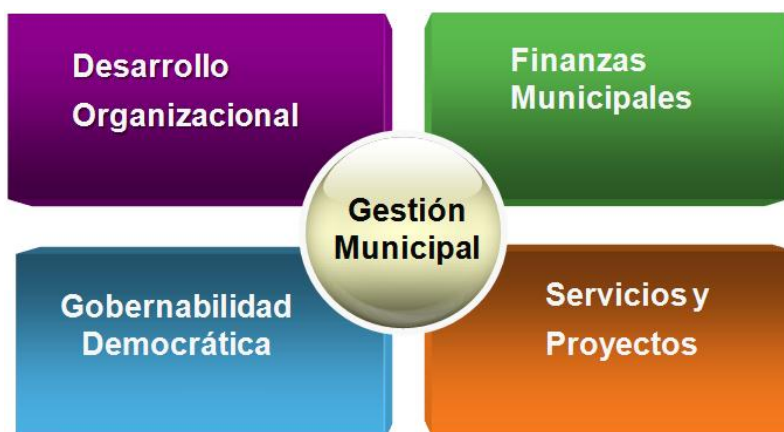 Desarrollo
Organizacional
Finanzas
Municipales
Gestión
Municipal
Gobernabilidad
Democrática
Servicios y
Proyectos